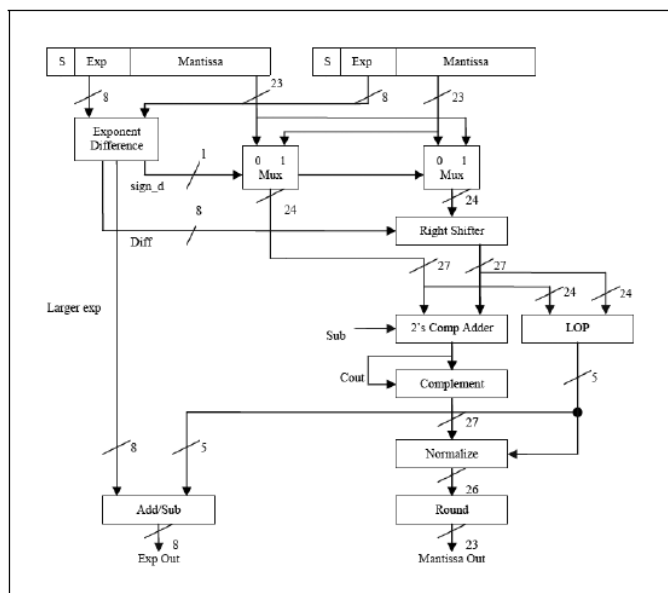 S Exp Mantissa S Exp Mantissa
8 23 8 23
Exponent
Difference
1
sign_d
0 1
Mux
0 1
Mux
24 24
8
Diff
Right Shifter
27 27
24 24
Larger exp
Sub
2's Comp Adder
LOP
Cout
Complement
5
27
8 5
Normalize
26
Add/Sub
Round
8 23
Exp Out Mantissa Out